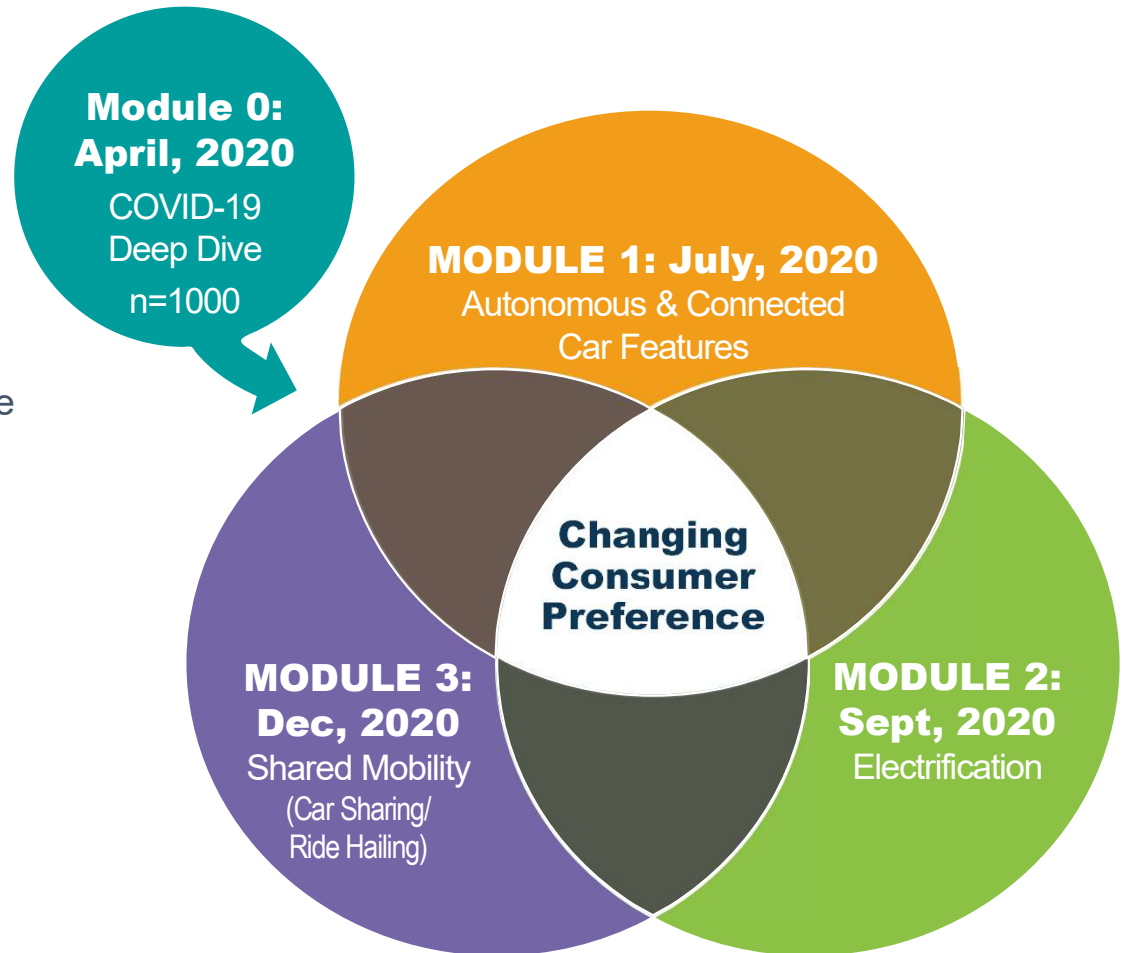 Module 0:
April, 2020
COVID-19
Deep Dive
n=1000
MODULE 1: July, 2020
Autonomous & Connected
Car Features
e
Changing
Consumer
Preference
MODULE 3:
Dec, 2020
Shared Mobility
(Car Sharing/
Ride Hailing)
MODULE 2:
Sept, 2020
Electrification